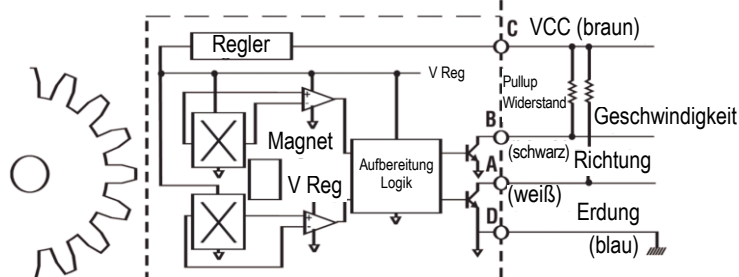 C VCC (braun)
Regler
V Reg
Pullup
Widerstand
Geschwindigkeit
B
(schwarz)
Magnet
Aufbereitung
Logik
A
Richtung
V Reg
(weiß)
D
Erdung
(blau)
+
-
+
-